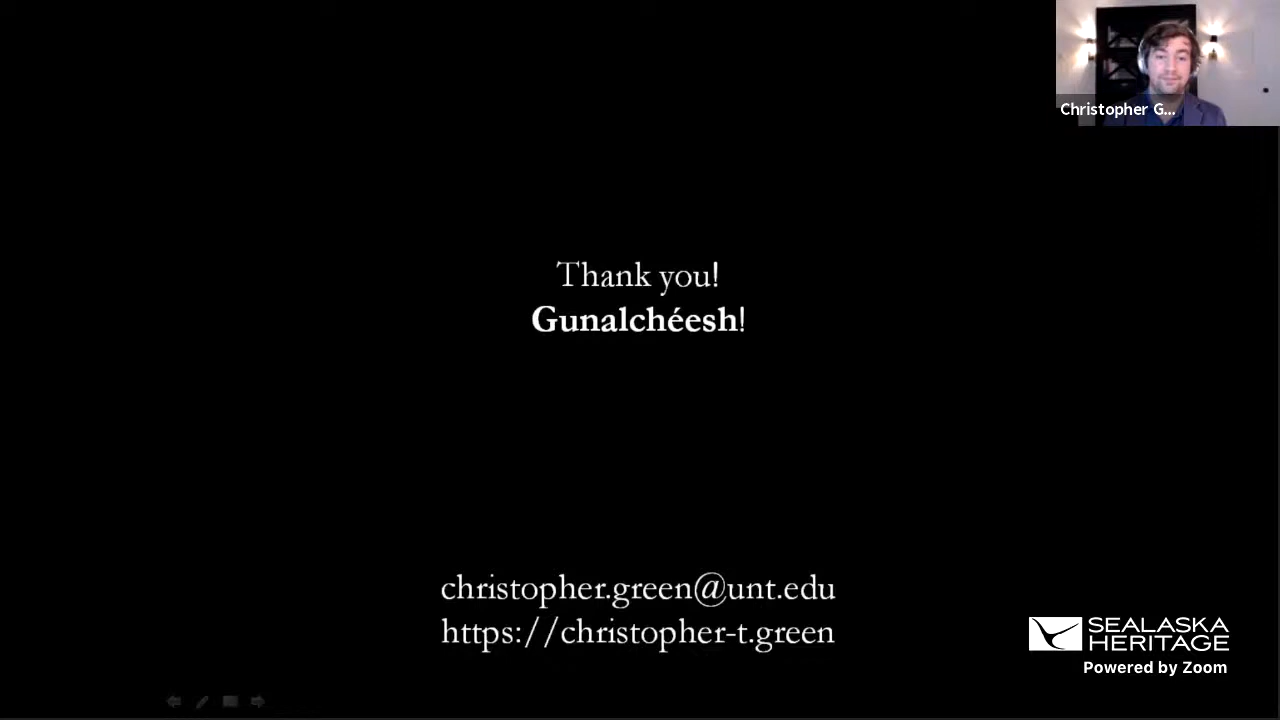 Christopher G...
Thank you!
Gunalchéesh!
christopher.green@unt.edu
https://christopher-t.green
SEALASKA
HERITAGE
Powered by Zoom